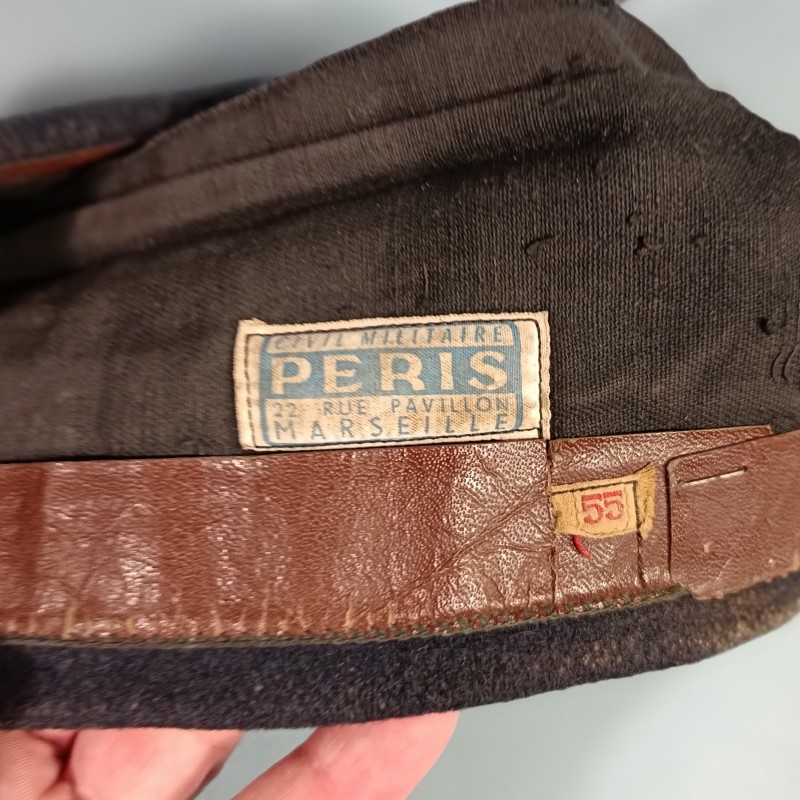 CIVIL MILITAIRE
PERIS
22 RUE PAVILLON
MARSEILLE
55